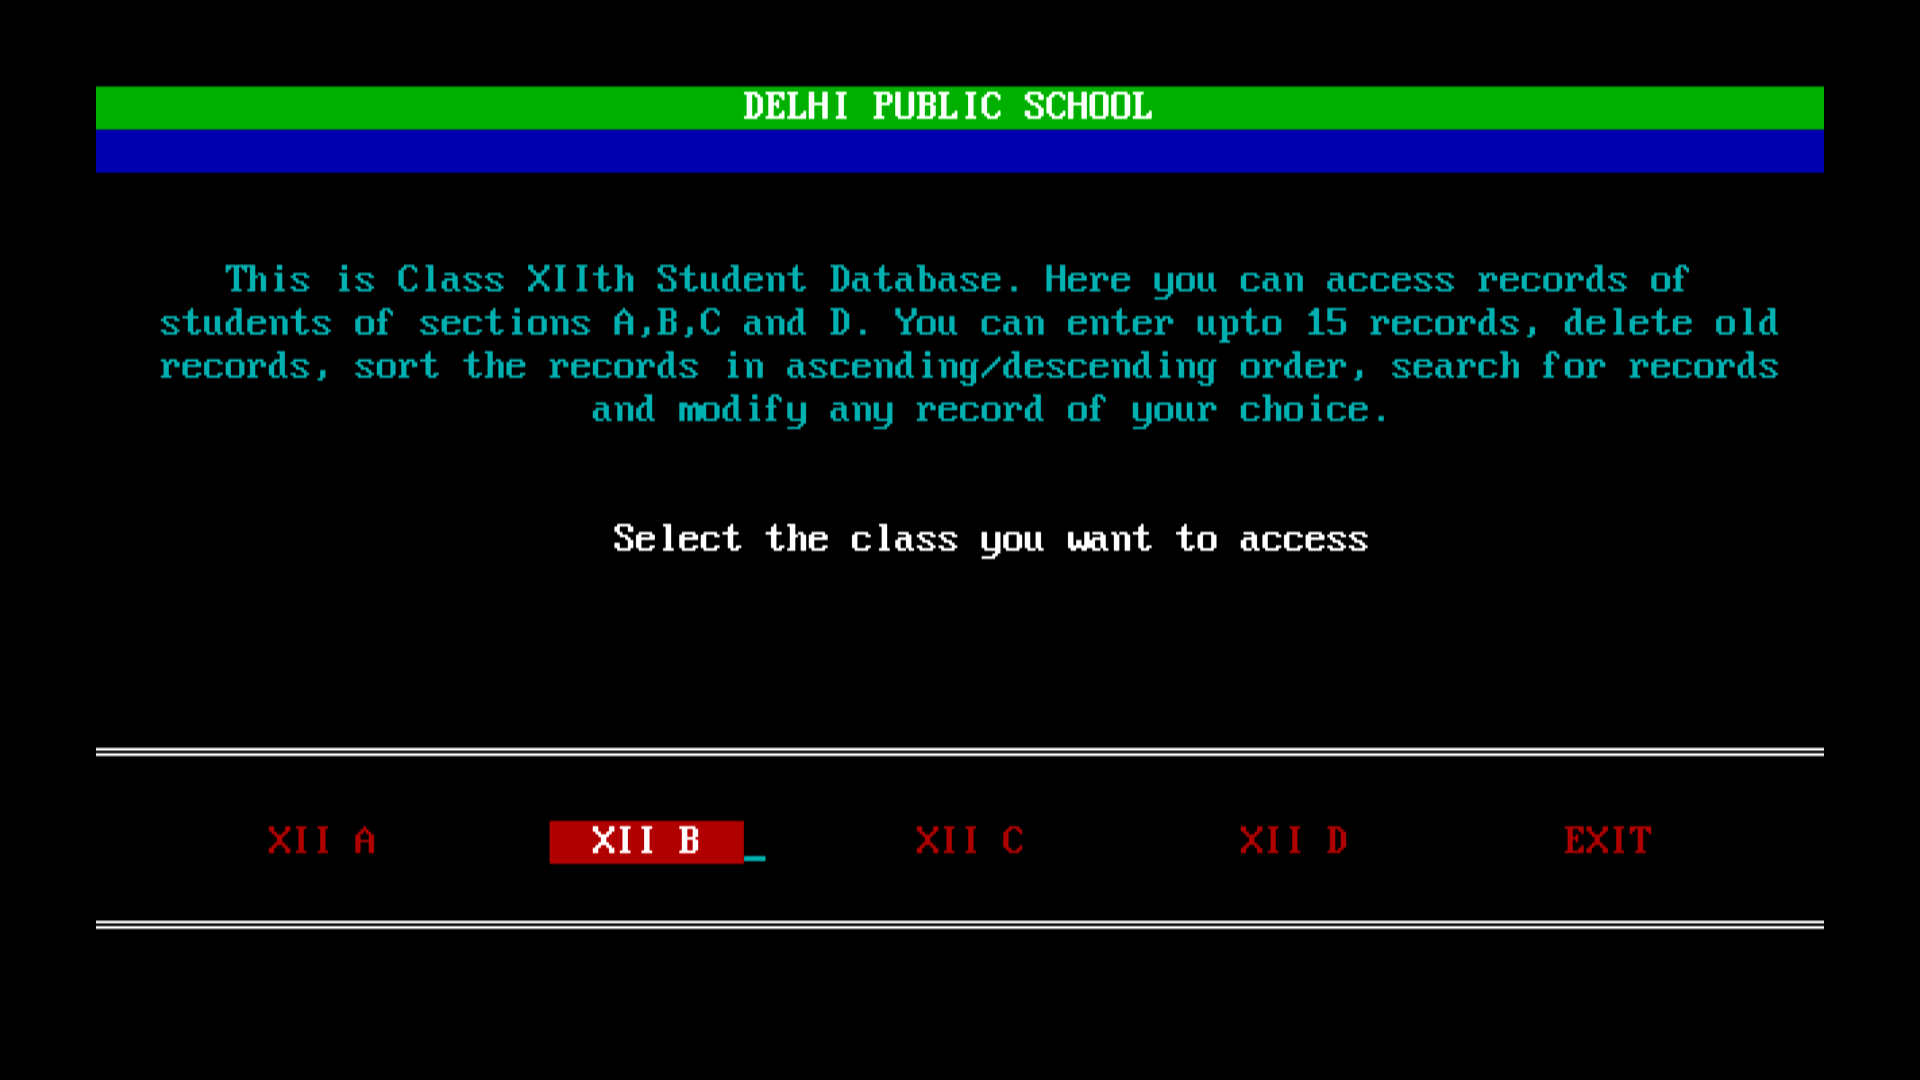 DELHI PUBLIC SCHOOL
This is Class XIIth Student Database. Here you can access records of
students of sections A,B,C and D. You can enter upto 15 records, delete old
records, sort the records in ascending/descending order, search for records
and modify any record of your choice.
Select the class you want to access
XII A XII B_ XII C XII D EXIT